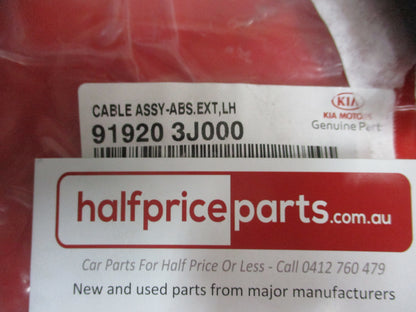 CABLE ASSY-ABS.EXT,LH
91920 3J000
KIA
KIA MOTORS
Genuine Part
halfpriceparts.com.au
Car Parts For Half Price Or Less - Call 0412 760 479
New and used parts from major manufacturers